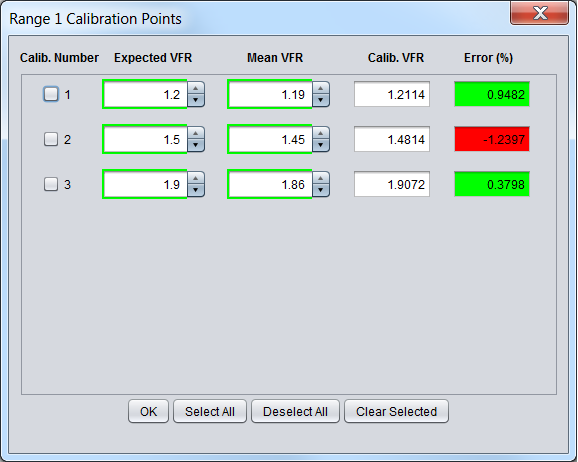 Range 1 Calibration Points
Calib. Number Expected VFR Mean VFR Calib. VFR Error (%)
1 1.2 1.19 1.2114 0.9482
2 1.5 1.45 1.4814 -1.2397
3 1.9 1.86 1.9072 0.3798
OK Select All Deselect All Clear Selected